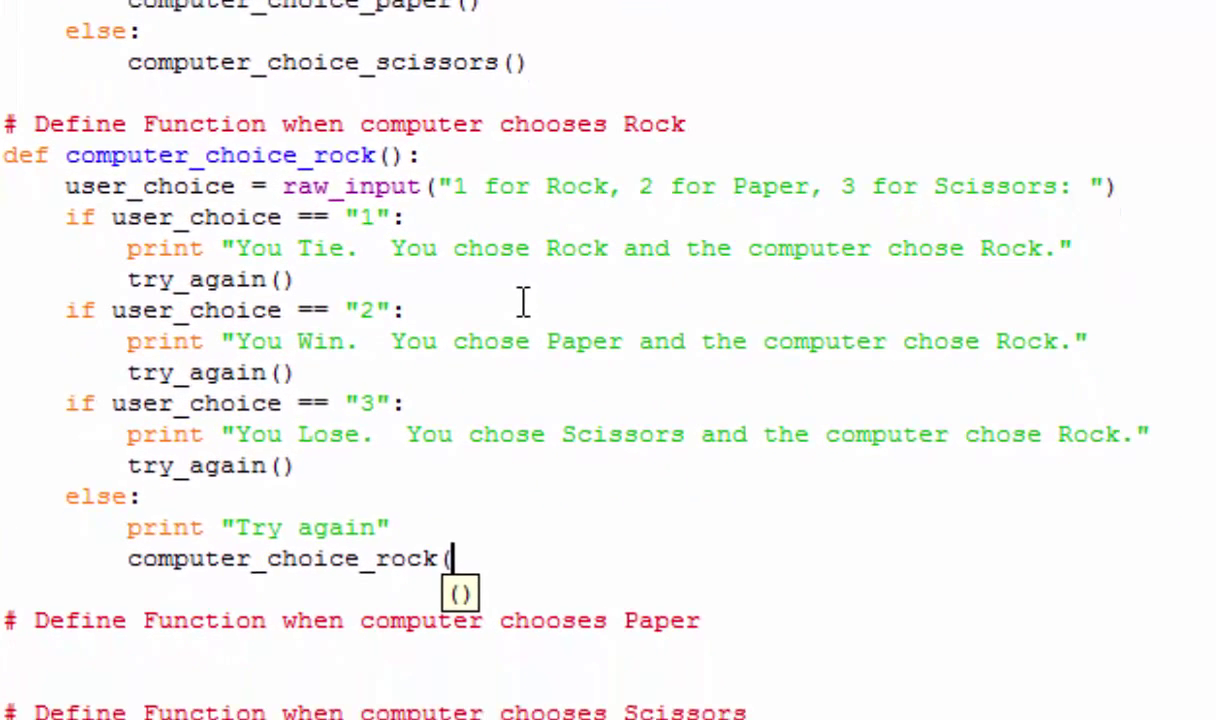 computer_choice_paper()
    else:
        computer_choice_scissors()

# Define Function when computer chooses Rock
def computer_choice_rock():
    user_choice = raw_input("1 for Rock, 2 for Paper, 3 for Scissors: ")
    if user_choice == "1":
        print "You Tie.  You chose Rock and the computer chose Rock."
        try_again()
    if user_choice == "2":
        print "You Win.  You chose Paper and the computer chose Rock."
        try_again()
    if user_choice == "3":
        print "You Lose.  You chose Scissors and the computer chose Rock."
        try_again()
    else:
        print "Try again"
        computer_choice_rock(
()
# Define Function when computer chooses Paper

# Define Function when computer chooses Scissors